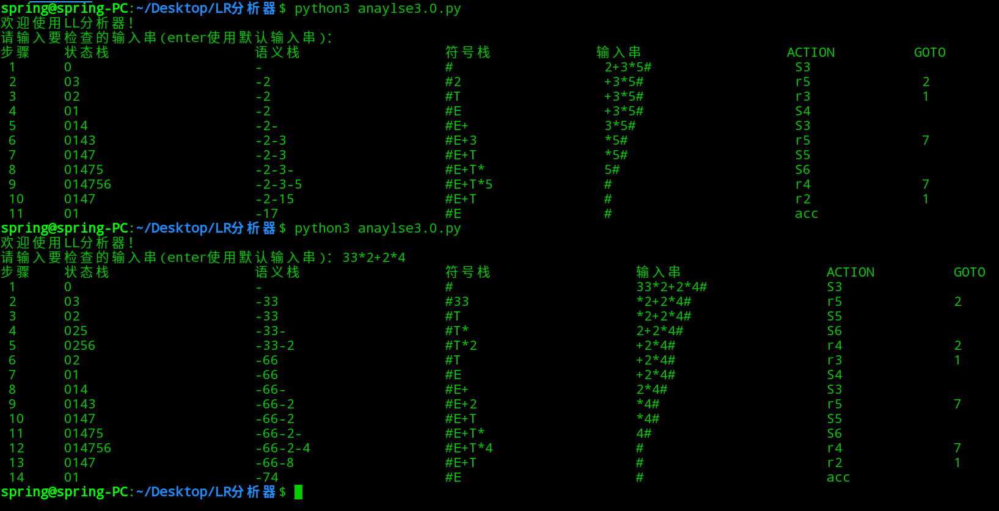 spring@spring-PC:~/Desktop/LR分析器$ python3 anaylse3.0.py
欢迎使用LL分析器！
请输入要检查的输入串(enter使用默认输入串)：
步骤 状态栈 语义栈 符号栈 输入串 ACTION GOTO
1 0 - # 2+3*5# S3
2 03 -2 #2 +3*5# r5 2
3 02 -2 #T +3*5# r3 1
4 01 -2 #E +3*5# S4
5 014 -2- #E+ 3*5# S3
6 0143 -2-3 #E+3 *5# r5 7
7 0147 -2-3 #E+T *5# S5
8 01475 -2-3- #E+T* 5# S6
9 014756 -2-3-5 #E+T*5 # r4 7
10 0147 -2-15 #E+T # r2 1
11 01 -17 #E # acc
spring@spring-PC:~/Desktop/LR分析器$ python3 anaylse3.0.py
欢迎使用LL分析器！
请输入要检查的输入串(enter使用默认输入串)：33*2+2*4
步骤 状态栈 语义栈 符号栈 输入串 ACTION GOTO
1 0 - # 33*2+2*4# S3
2 03 -33 #33 *2+2*4# r5 2
3 02 -33 #T *2+2*4# S5
4 025 -33- #T* 2+2*4# S6
5 0256 -33-2 #T*2 +2*4# r4 2
6 02 -66 #T +2*4# r3 1
7 01 -66 #E +2*4# S4
8 014 -66- #E+ 2*4# S3
9 0143 -66-2 #E+2 *4# r5 7
10 0147 -66-2 #E+T *4# S5
11 01475 -66-2- #E+T* 4# S6
12 014756 -66-2-4 #E+T*4 # r4 7
13 0147 -66-8 #E+T # r2 1
14 01 -74 #E # acc
spring@spring-PC:~/Desktop/LR分析器$